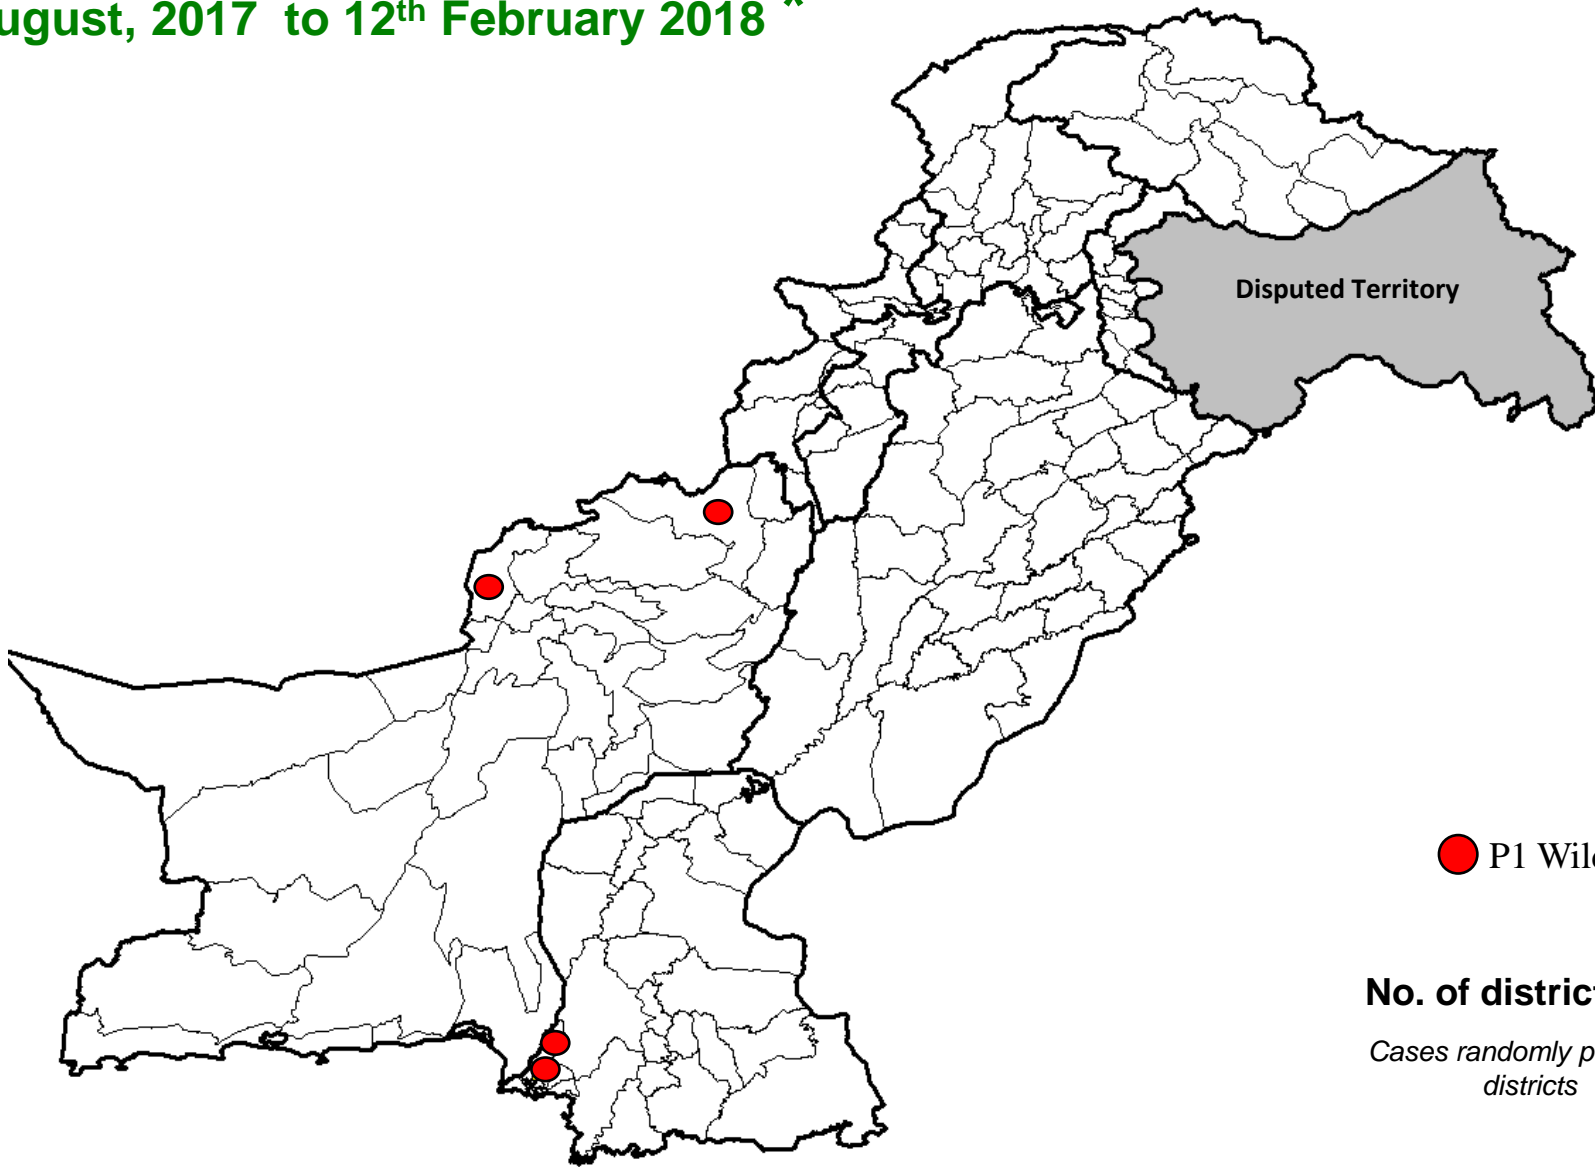 ugust, 2017 to 12th February 2018 *
Disputed Territory
P1 Wil
No. of distric
Cases randomly p
districts